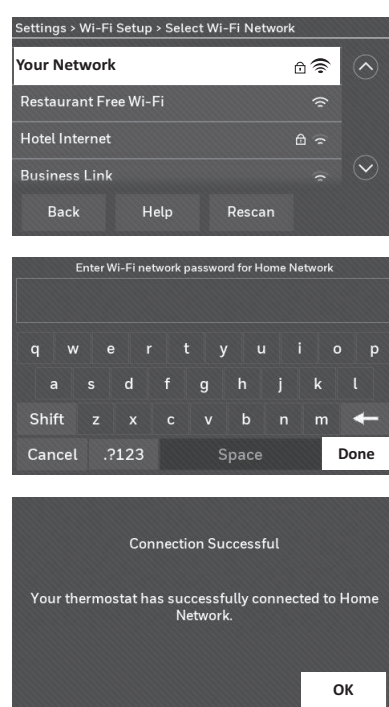 Settings > Wi-Fi Setup > Select Wi-Fi Network
Your Network
Restaurant Free Wi-Fi
Hotel Internet
Business Link
Back Help Rescan
Enter Wi-Fi network password for Home Network
q w e r t y u i o p
a s d f g h j k l
Shift z x c v b n m
Cancel .?123 Space Done
Connection Successful
Your thermostat has successfully connected to Home
Network.
OK